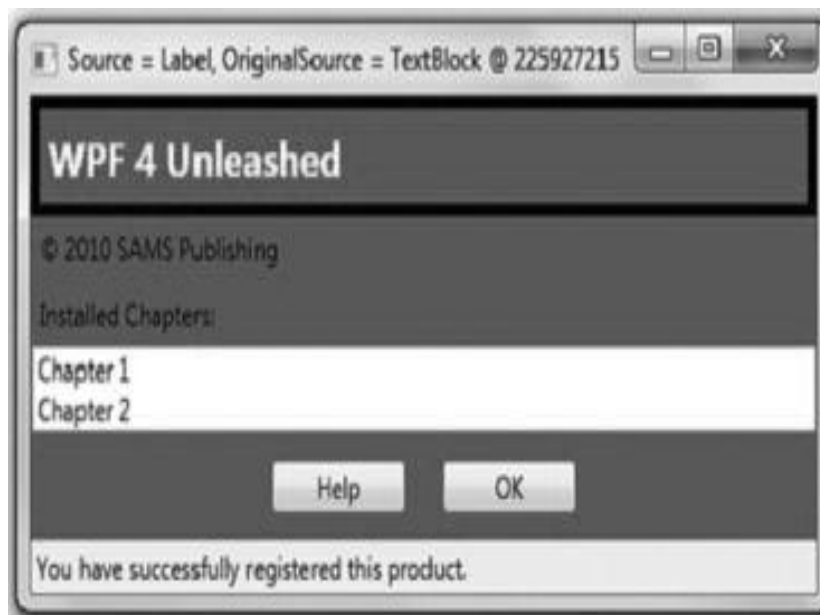 Source = Label, OriginalSource = TextBlock @ 225927215
WPF 4 Unleashed
© 2010 SAMS Publishing
Installed Chapters:
Chapter 1
Chapter 2
Help OK
You have successfully registered this product.